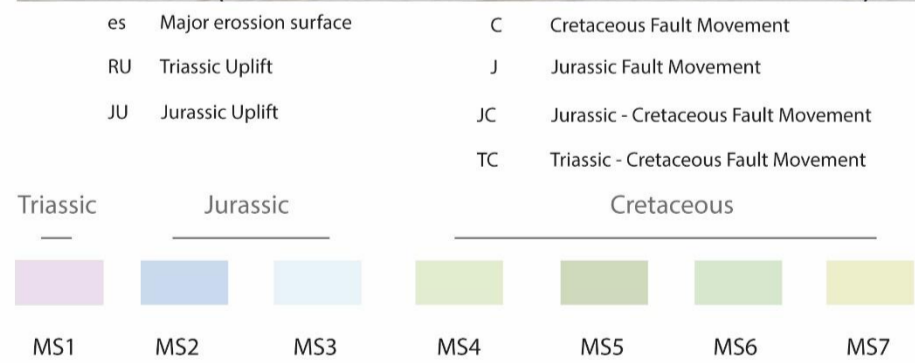 es Major erossion surface
RU Triassic Uplift
JU Jurassic Uplift
C Cretaceous Fault Movement
J Jurassic Fault Movement
JC Jurassic - Cretaceous Fault Movement
TC Triassic - Cretaceous Fault Movement
Triassic Jurassic Cretaceous
MS1 MS2 MS3 MS4 MS5 MS6 MS7